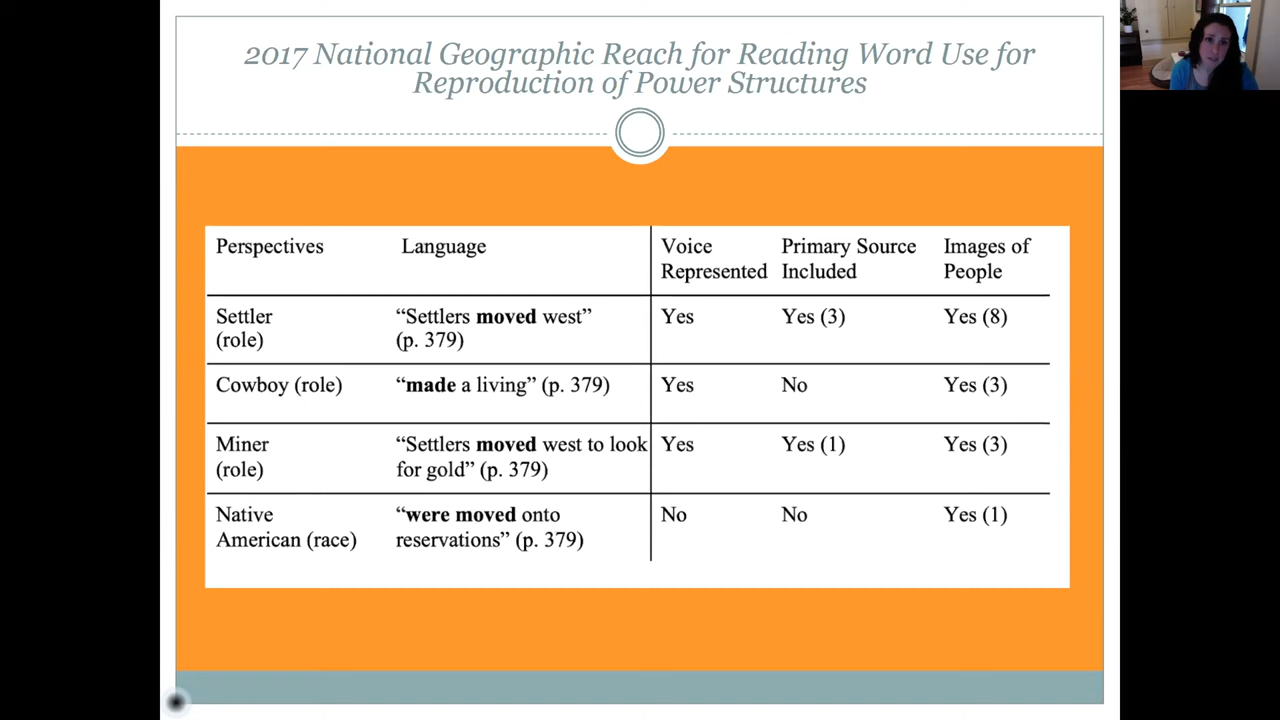 2017 National Geographic Reach for Reading Word Use for
Reproduction of Power Structures
Perspectives Language Voice Represented Primary Source Included Images of People
Settler (role) “Settlers moved west” (p. 379) Yes Yes (3) Yes (8)
Cowboy (role) “made a living” (p. 379) Yes No Yes (3)
Miner (role) “Settlers moved west to look for gold” (p. 379) Yes Yes (1) Yes (3)
Native American (race) “were moved onto reservations” (p. 379) No No Yes (1)